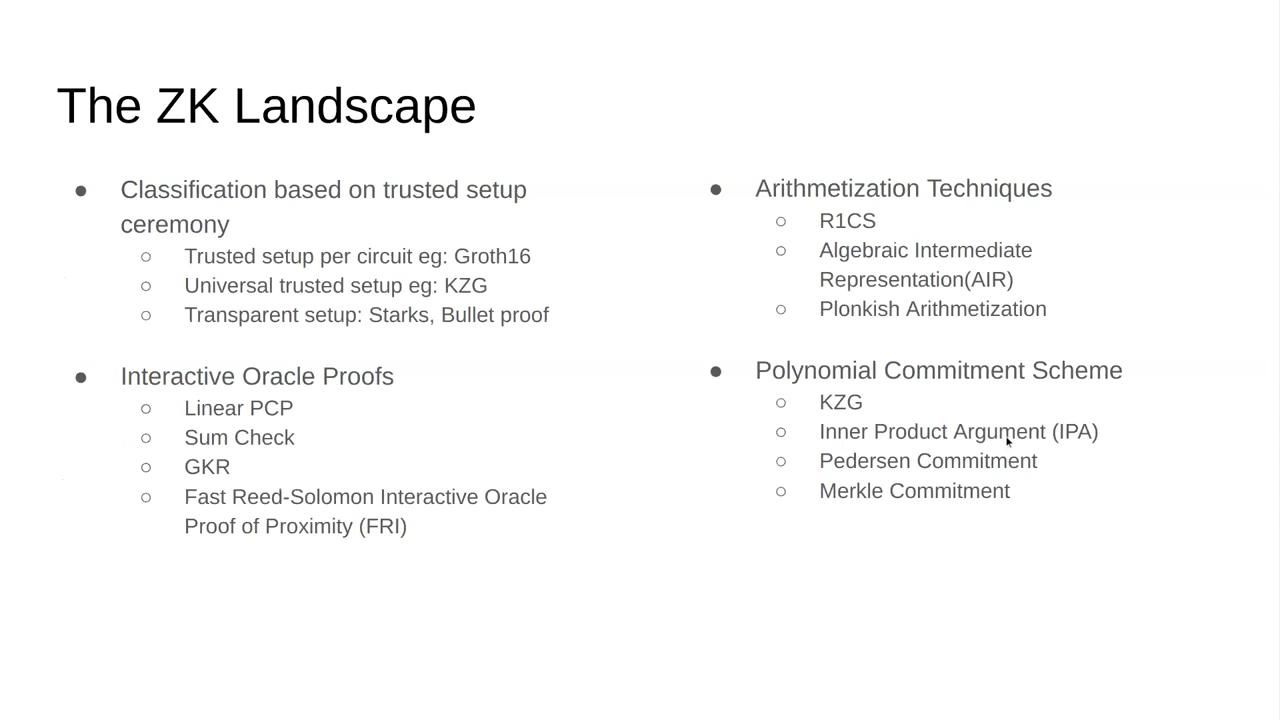 The ZK Landscape
● Classification based on trusted setup
ceremony
○ Trusted setup per circuit eg: Groth16
○ Universal trusted setup eg: KZG
○ Transparent setup: Starks, Bullet proof
● Interactive Oracle Proofs
○ Linear PCP
○ Sum Check
○ GKR
○ Fast Reed-Solomon Interactive Oracle
Proof of Proximity (FRI)
● Arithmetization Techniques
○ R1CS
○ Algebraic Intermediate
Representation(AIR)
○ Plonkish Arithmetization
● Polynomial Commitment Scheme
○ KZG
○ Inner Product Argument (IPA)
○ Pedersen Commitment
○ Merkle Commitment